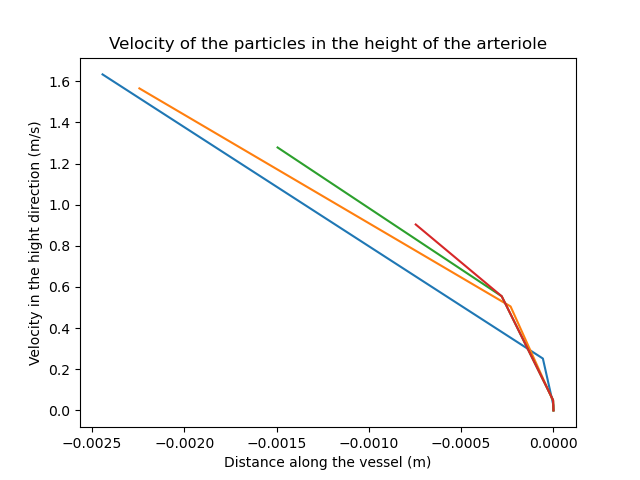 Velocity of the particles in the height of the arteriole
Velocity in the hight direction (m/s)
1.6
1.4
1.2
1.0
0.8
0.6
0.4
0.2
0.0
−0.0025 −0.0020 −0.0015 −0.0010 −0.0005 0.0000
Distance along the vessel (m)